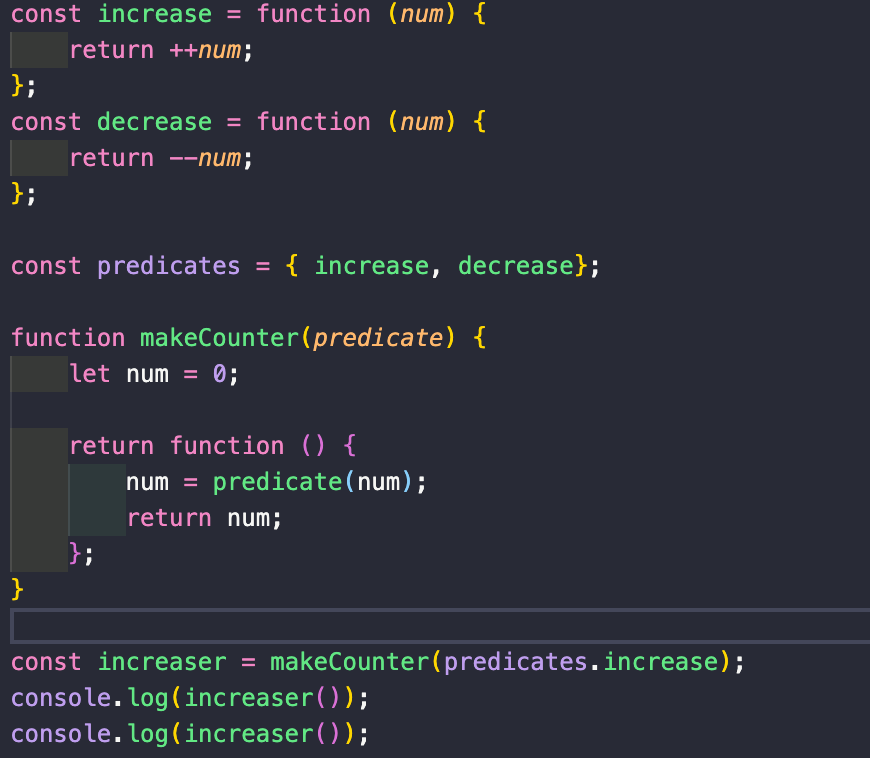 const increase = function (num) {
    return ++num;
};
const decrease = function (num) {
    return --num;
};

const predicates = { increase, decrease};

function makeCounter(predicate) {
    let num = 0;

    return function () {
        num = predicate(num);
        return num;
    };
}

const increaser = makeCounter(predicates.increase);
console.log(increaser());
console.log(increaser());